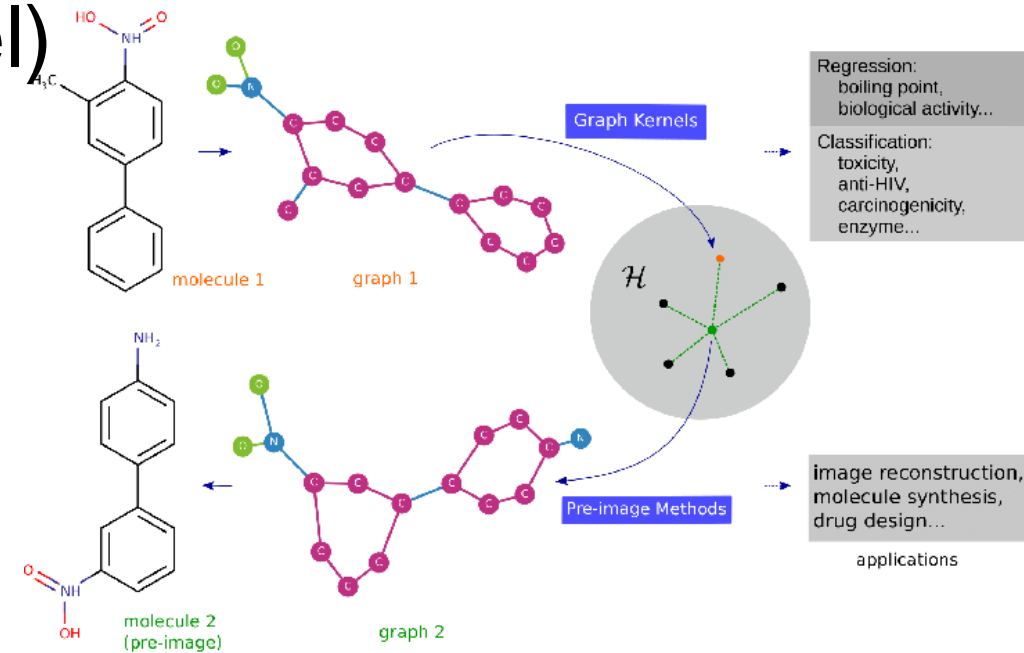 el)
HO
O
NH
H₃C
O
O
N
C
C
C
C
C
C
C
C
C
C
C
C
C
molecule 1
graph 1
Graph Kernels
Regression:
boiling point,
biological activity...
Classification:
toxicity,
anti-HIV,
carcinogenicity,
enzyme...
ℋ
NH₂
O
NH
OH
molecule 2
(pre-image)
O
O
N
C
C
C
C
C
C
C
C
C
C
C
C
N
graph 2
Pre-image Methods
image reconstruction,
molecule synthesis,
drug design...
applications